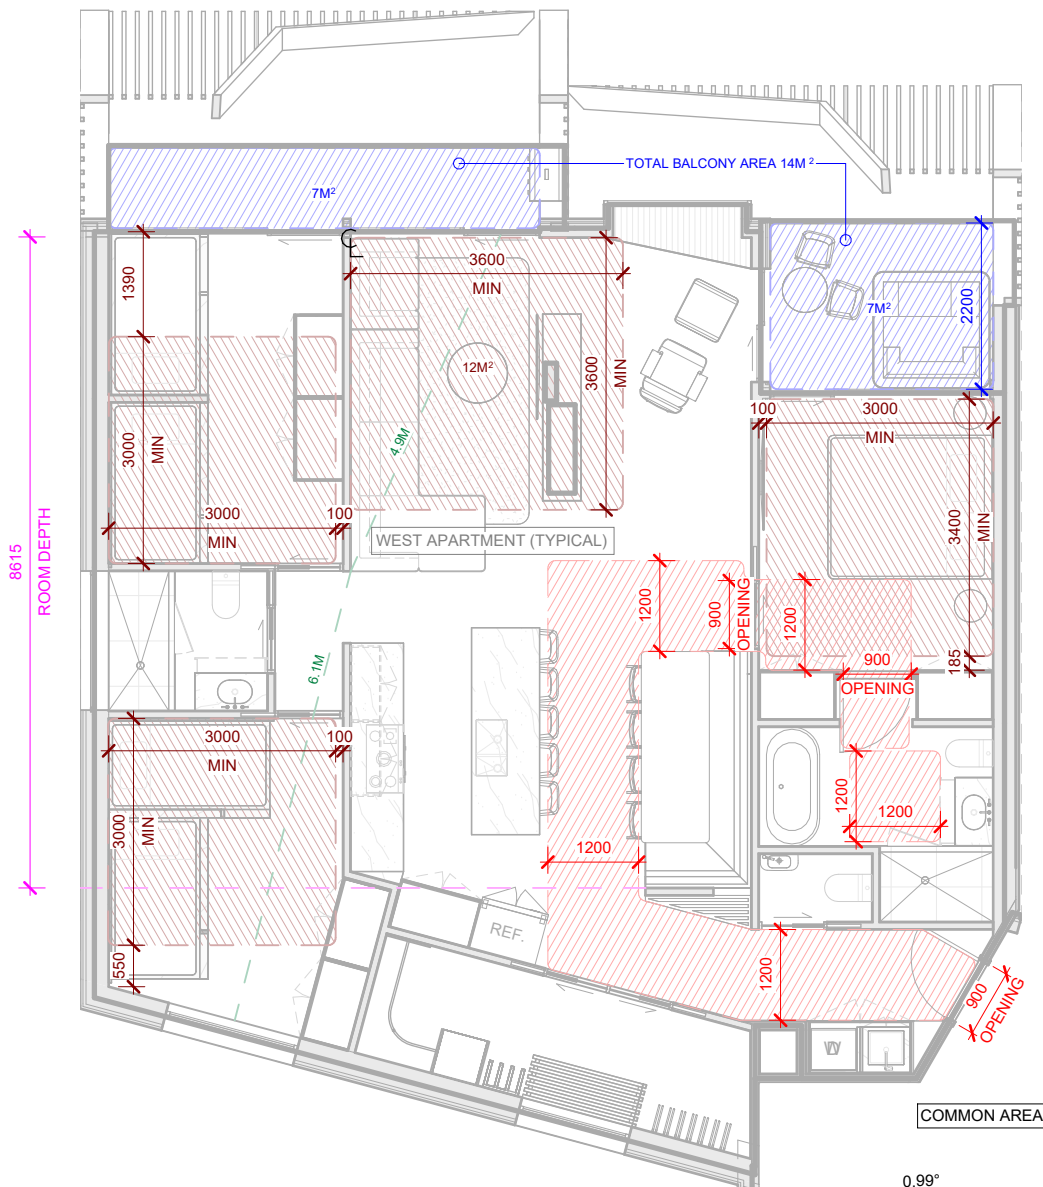 TOTAL BALCONY AREA 14M²
7M²
7M²
2200
1390
3600
MIN
3600
MIN
12M²
4.9M
3000
MIN
3000
MIN
100
100
3000
MIN
3400
MIN
WEST APARTMENT (TYPICAL)
8615
ROOM DEPTH
1200
900
OPENING
1200
185
900
OPENING
6.1M
3000
MIN
100
3000
MIN
550
1200
1200
1200
REF.
1200
900
OPENING
COMMON AREA
0.99°